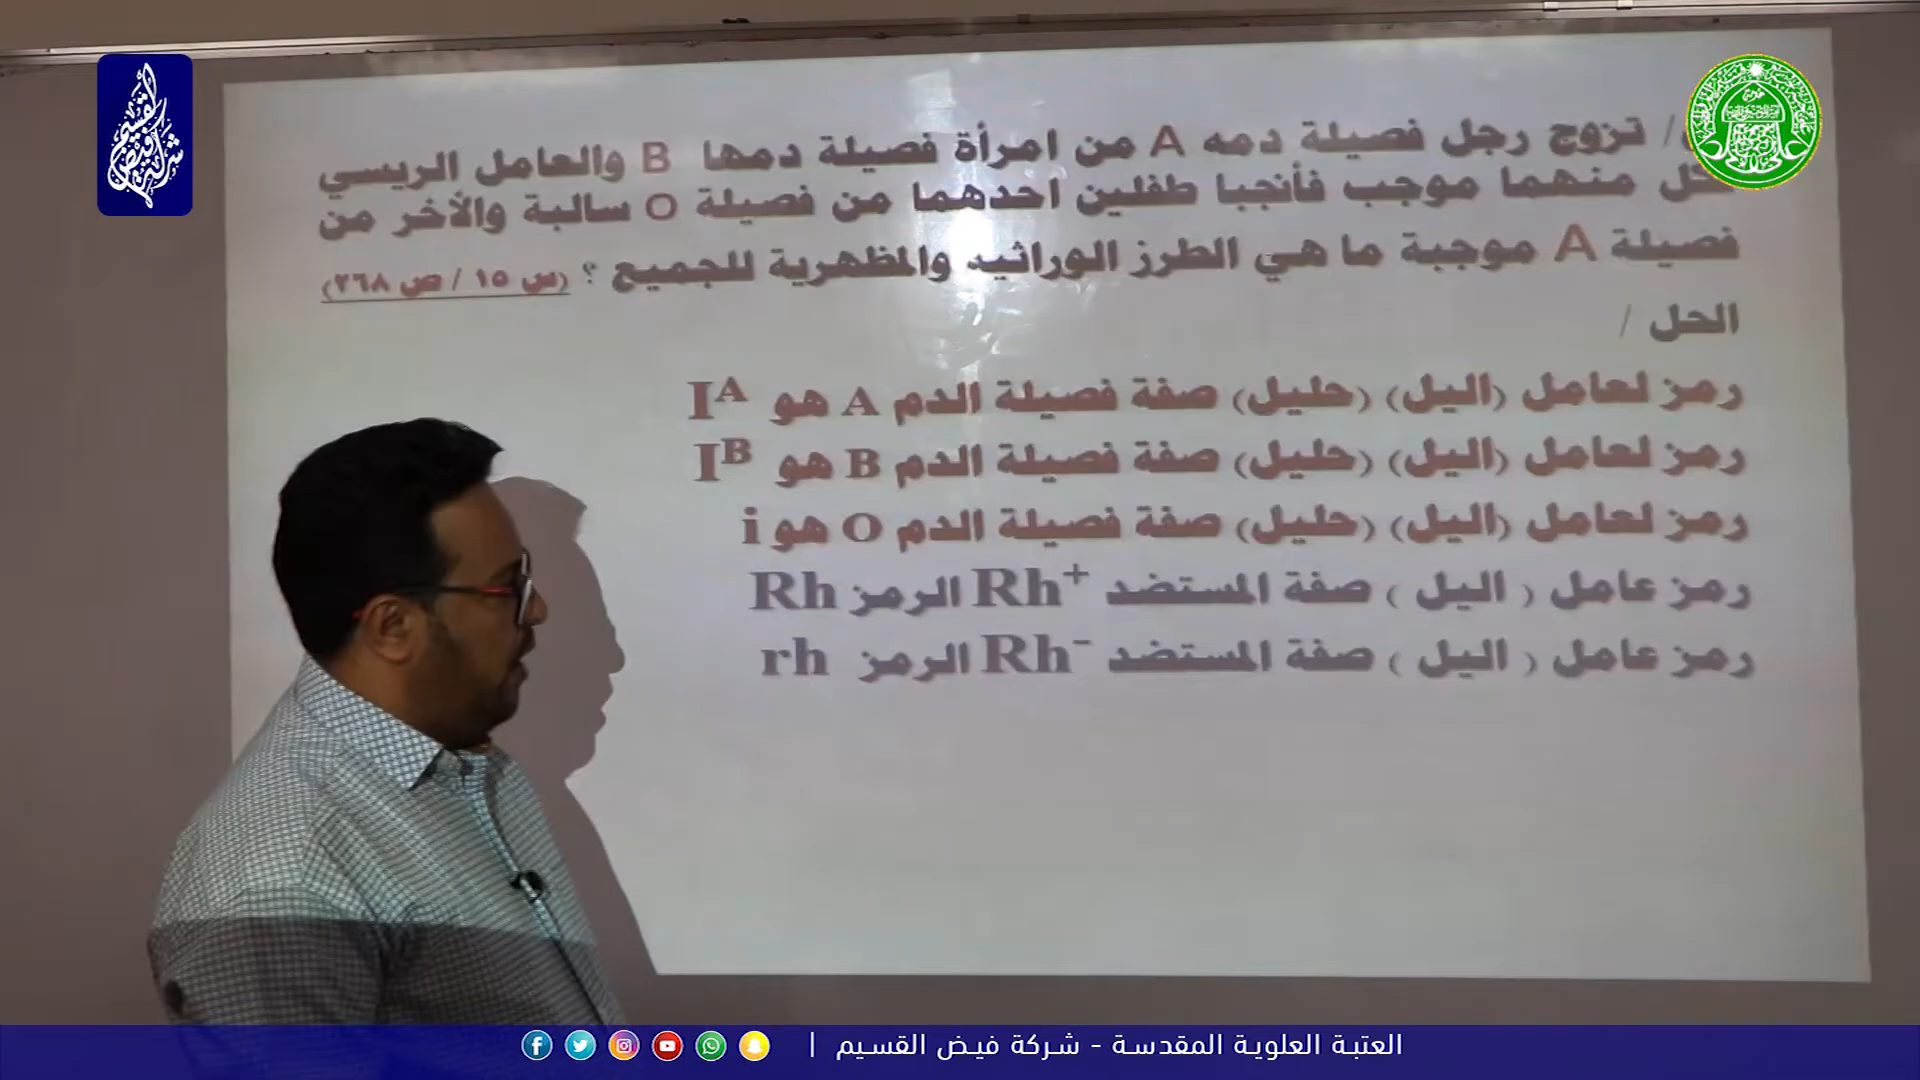 / تزوج رجل فصيلة دمه A من امرأة فصيلة دمها B والعامل الريسي
كل منهما موجب فأنجبا طفلين احدهما من فصيلة O سالبة والأخر من
فصيلة A موجبة ما هي الطرز الوراثيه والمظهرية للجميع ؟ (س ١٥ / ص ٢٦٨)
الحل /
رمز لعامل (اليل) (حليل) صفة فصيلة الدم A هو Iᴬ
رمز لعامل (اليل) (حليل) صفة فصيلة الدم B هو Iᴮ
رمز لعامل (اليل) (حليل) صفة فصيلة الدم O هو i
رمز عامل ( اليل ) صفة المستضد Rh⁺ الرمز Rh
رمز عامل ( اليل ) صفة المستضد Rh⁻ الرمز rh
العتبة العلوية المقدسة - شركة فيض القسيم |